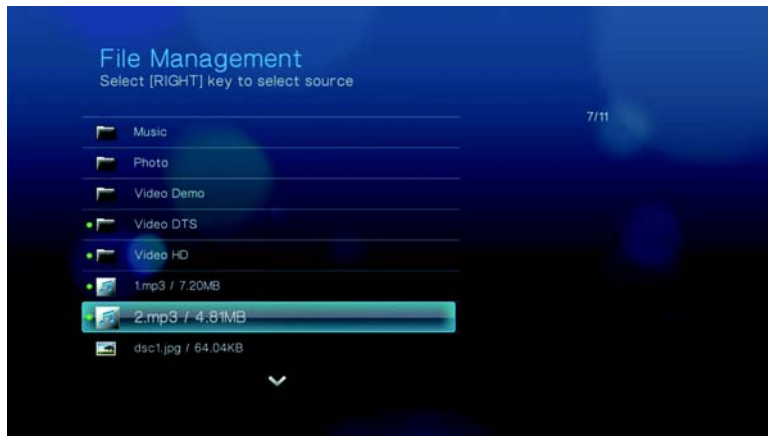 File Management
Select [RIGHT] key to select source
7/11
Music
Photo
Video Demo
Video DTS
Video HD
1.mp3 / 7.20MB
2.mp3 / 4.81MB
dsc1.jpg / 64.04KB